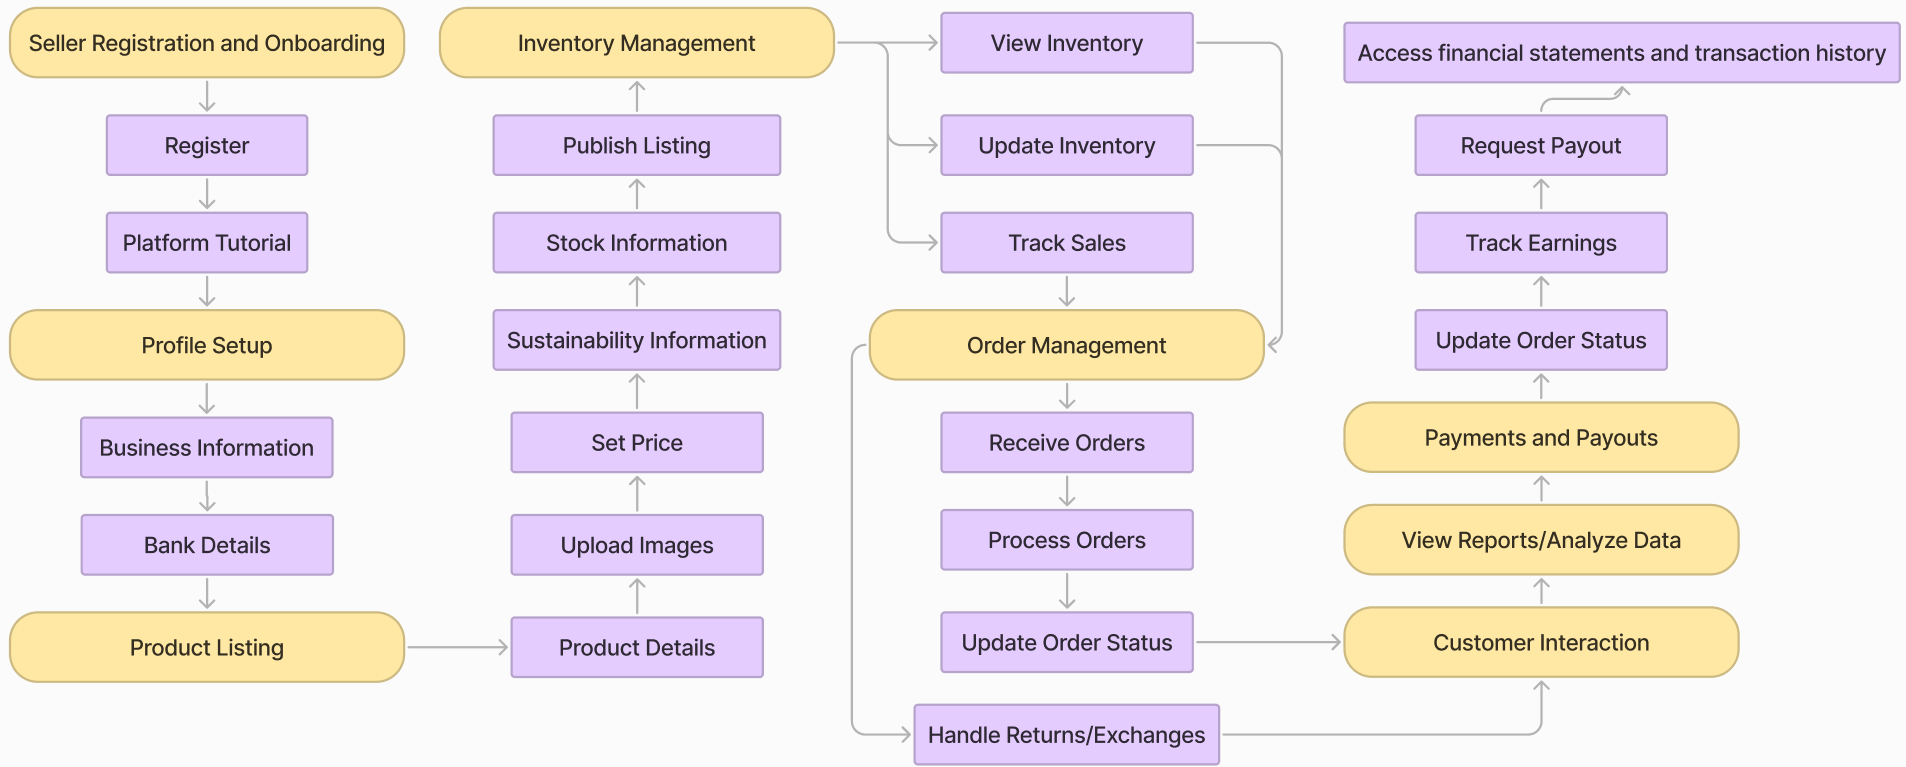 Seller Registration and Onboarding
Register
Platform Tutorial
Profile Setup
Business Information
Bank Details
Product Listing
Product Details
Upload Images
Set Price
Sustainability Information
Stock Information
Publish Listing
Inventory Management
View Inventory
Update Inventory
Track Sales
Order Management
Receive Orders
Process Orders
Update Order Status
Handle Returns/Exchanges
Customer Interaction
View Reports/Analyze Data
Payments and Payouts
Update Order Status
Track Earnings
Request Payout
Access financial statements and transaction history